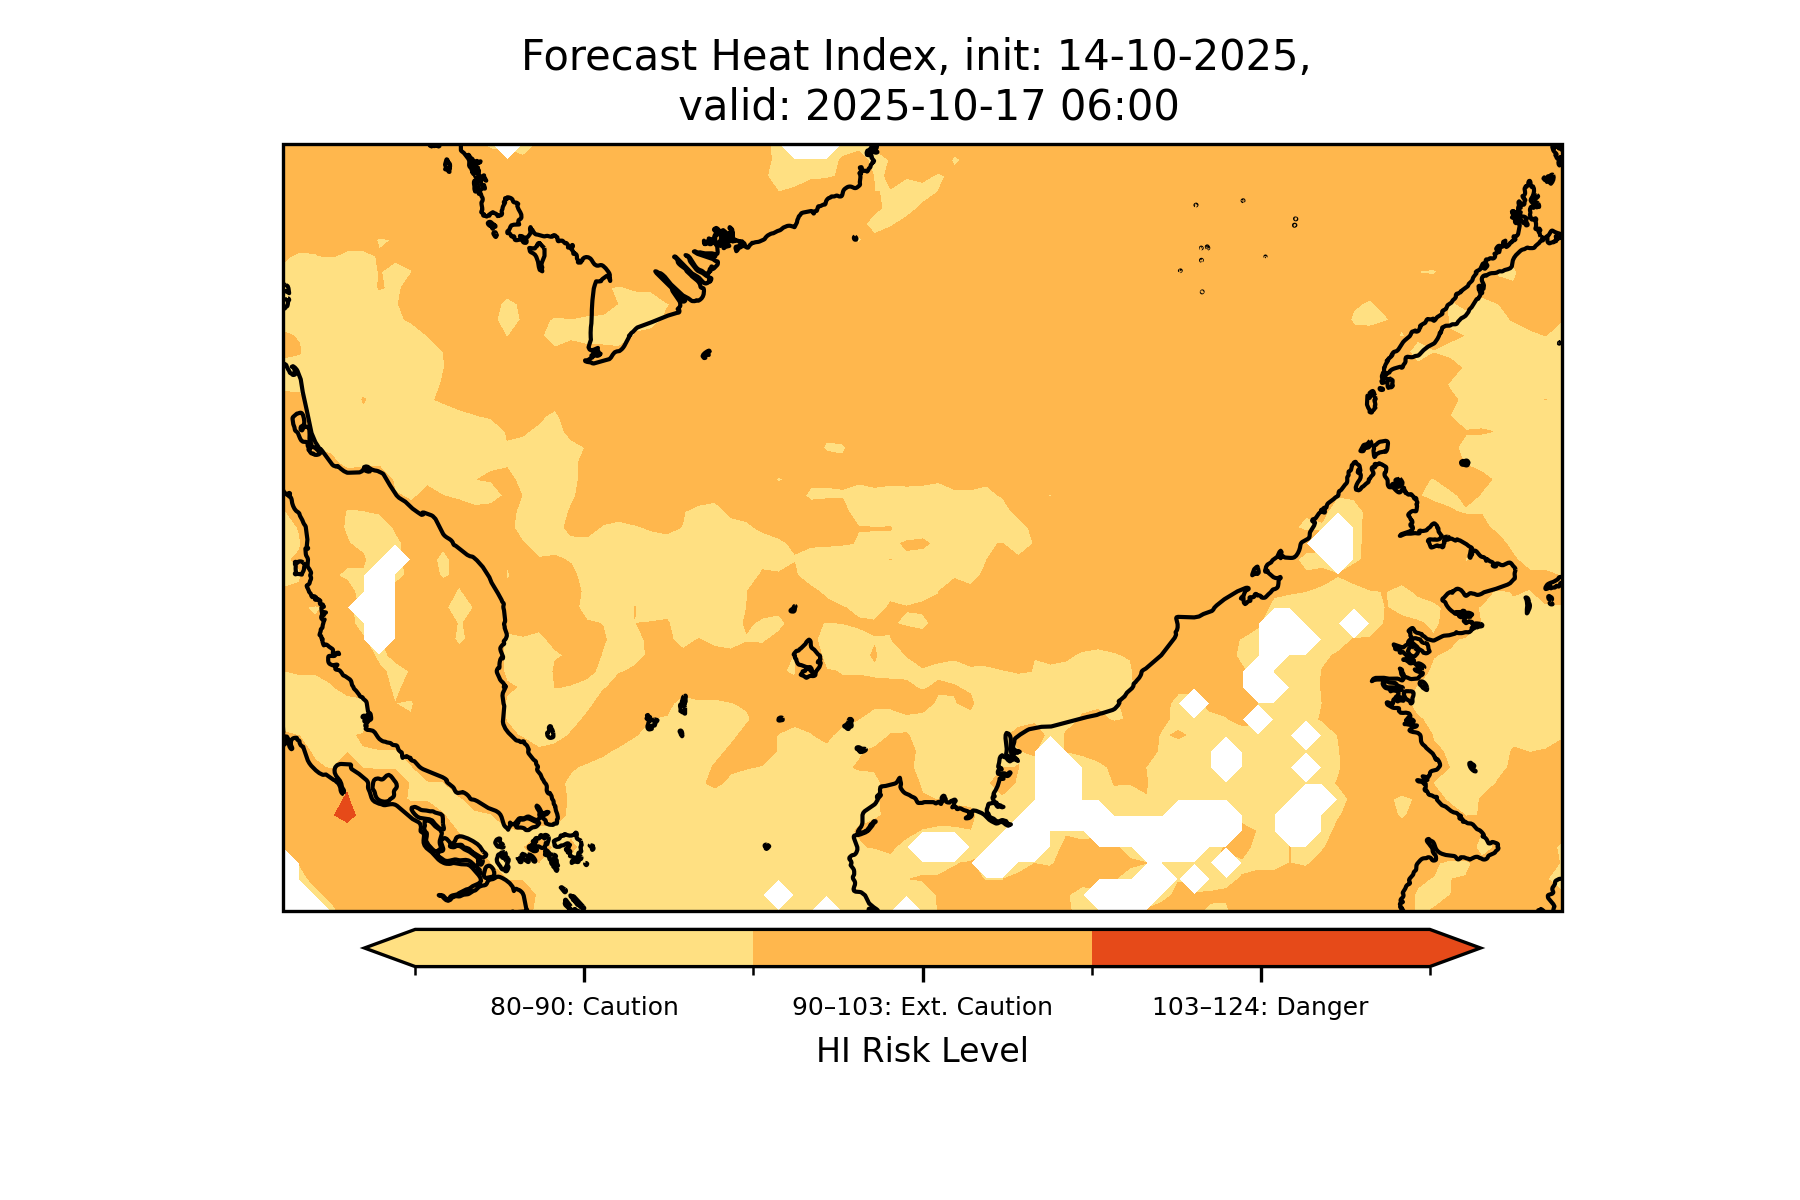 Forecast Heat Index, init: 14-10-2025,
valid: 2025-10-17 06:00
80–90: Caution
90–103: Ext. Caution
103–124: Danger
HI Risk Level